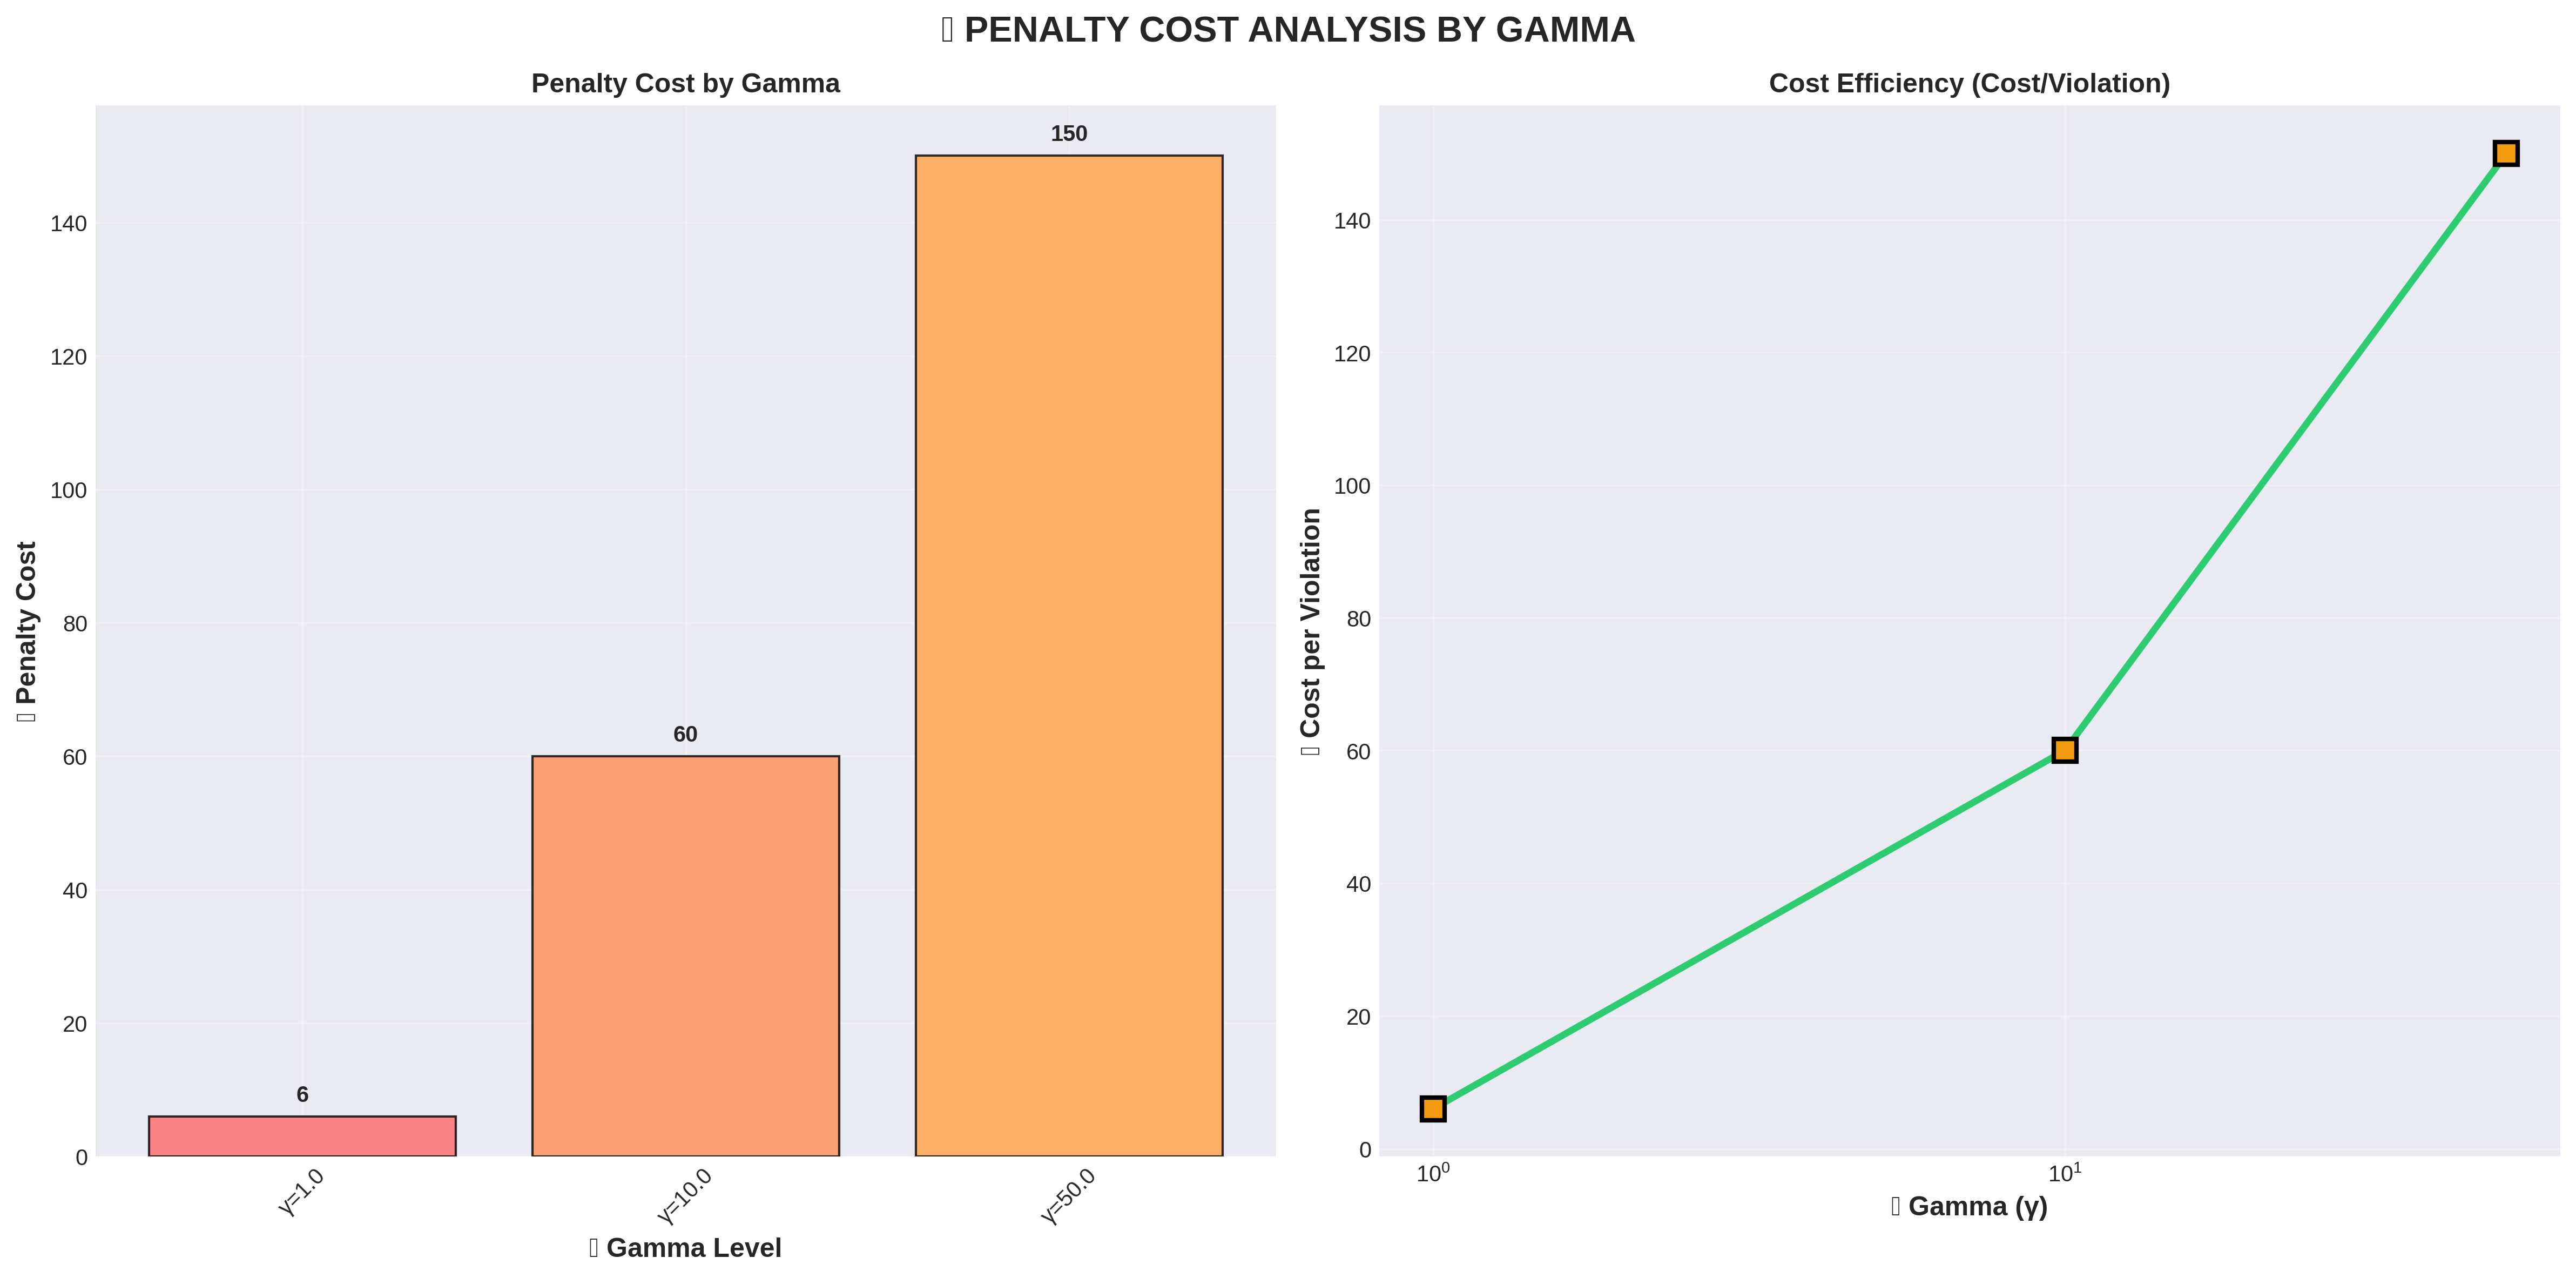 ▯ PENALTY COST ANALYSIS BY GAMMA
Penalty Cost by Gamma
150
60
6
140
120
100
80
60
40
20
0
▯ Penalty Cost
γ=1.0
γ=10.0
γ=50.0
▯ Gamma Level
Cost Efficiency (Cost/Violation)
140
120
100
80
60
40
20
0
▯ Cost per Violation
10⁰
10¹
▯ Gamma (γ)